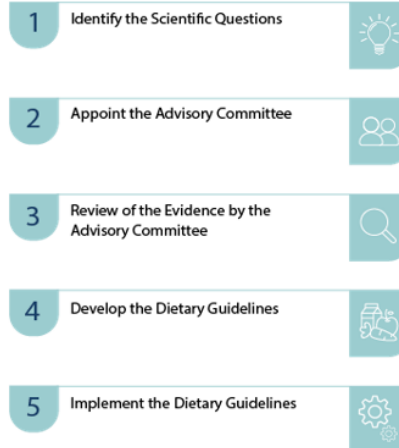 1
Identify the Scientific Questions
2
Appoint the Advisory Committee
3
Review of the Evidence by the
Advisory Committee
4
Develop the Dietary Guidelines
5
Implement the Dietary Guidelines